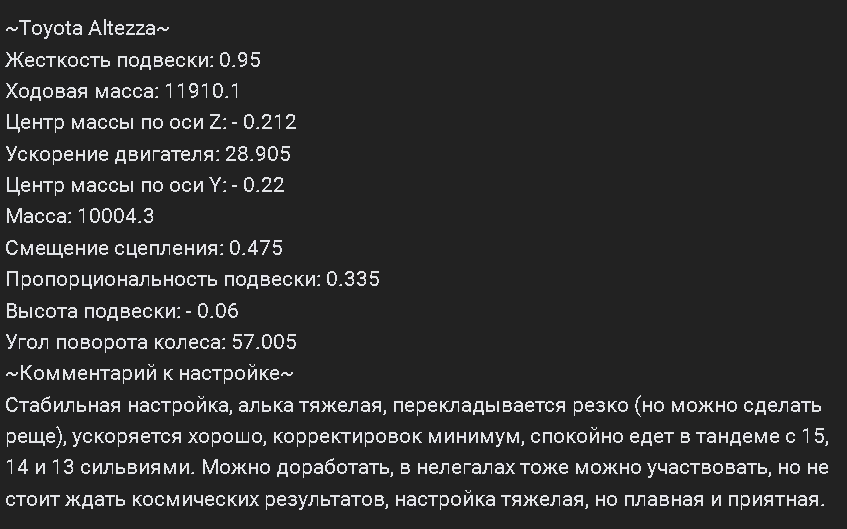 ~Toyota Altezza~
Жесткость подвески: 0.95
Ходовая масса: 11910.1
Центр массы по оси Z: - 0.212
Ускорение двигателя: 28.905
Центр массы по оси Y: - 0.22
Масса: 10004.3
Смещение сцепления: 0.475
Пропорциональность подвески: 0.335
Высота подвески: - 0.06
Угол поворота колеса: 57.005
~Комментарий к настройке~
Стабильная настройка, алька тяжелая, перекладывается резко (но можно сделать
реще), ускоряется хорошо, корректировок минимум, спокойно едет в тандеме с 15,
14 и 13 сильвиями. Можно доработать, в нелегалах тоже можно участвовать, но не
стоит ждать космических результатов, настройка тяжелая, но плавная и приятная.